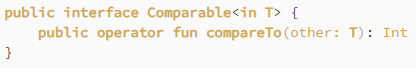 public interface Comparable<in T> {
    public operator fun compareTo(other: T): Int
}